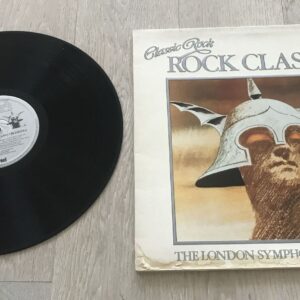 Classic Rock
ROCK CLAS
THE LONDON SYMPHO